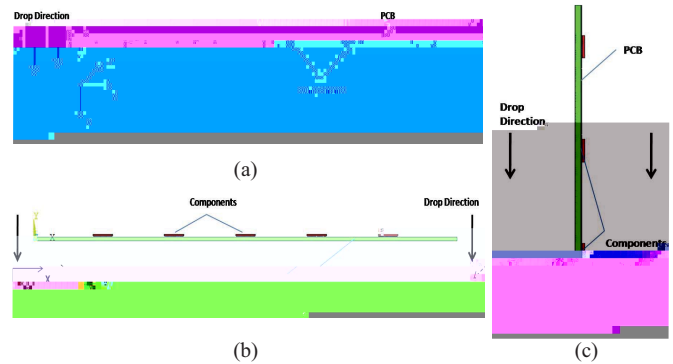 Drop Direction
PCB
(a)
Components
Drop Direction
X
Y
(b)
PCB
Drop
Direction
Components
(c)